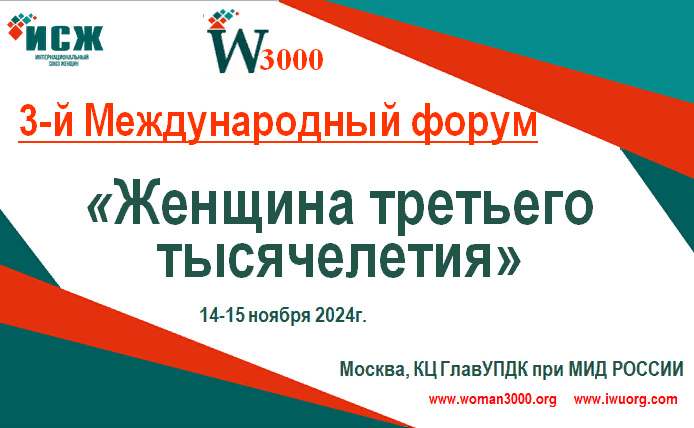 ИСЖ
ИНТЕРНАЦИОНАЛЬНЫЙ
СОЮЗ ЖЕНЩИН
W3000
3-й Международный форум
«Женщина третьего
тысячелетия»
14-15 ноября 2024г.
Москва, КЦ ГлавУПДК при МИД РОССИИ
www.woman3000.org www.iwuorg.com